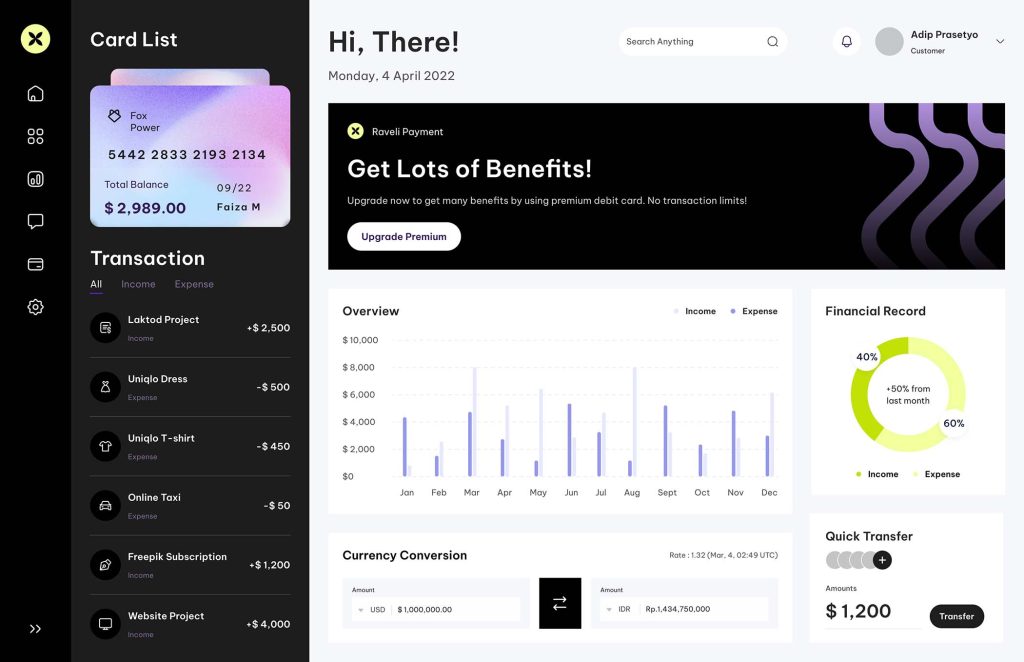 Card List
Fox
Power
5442 2833 2193 2134
Total Balance
09/22
$ 2,989.00
Faiza M
Transaction
All Income Expense
Laktod Project
Income
+$ 2,500
Uniqlo Dress
Expense
-$ 500
Uniqlo T-shirt
Expense
-$ 450
Online Taxi
Expense
-$ 50
Freepik Subscription
Income
+$ 1,200
Website Project
Income
+$ 4,000
Hi, There!
Monday, 4 April 2022
Search Anything
Adip Prasetyo
Customer
Raveli Payment
Get Lots of Benefits!
Upgrade now to get many benefits by using premium debit card. No transaction limits!
Upgrade Premium
Overview
Income Expense
$ 10,000
$ 8,000
$ 6,000
$ 4,000
$ 2,000
$0
Jan Feb Mar Apr May Jun Jul Aug Sept Oct Nov Dec
Financial Record
40%
+50% from
last month
60%
Income Expense
Currency Conversion
Rate : 1.32 (Mar, 4, 02:49 UTC)
Amount
USD $ 1,000,000.00
Amount
IDR Rp.1.434,750,000
Quick Transfer
+
Amounts
$ 1,200
Transfer